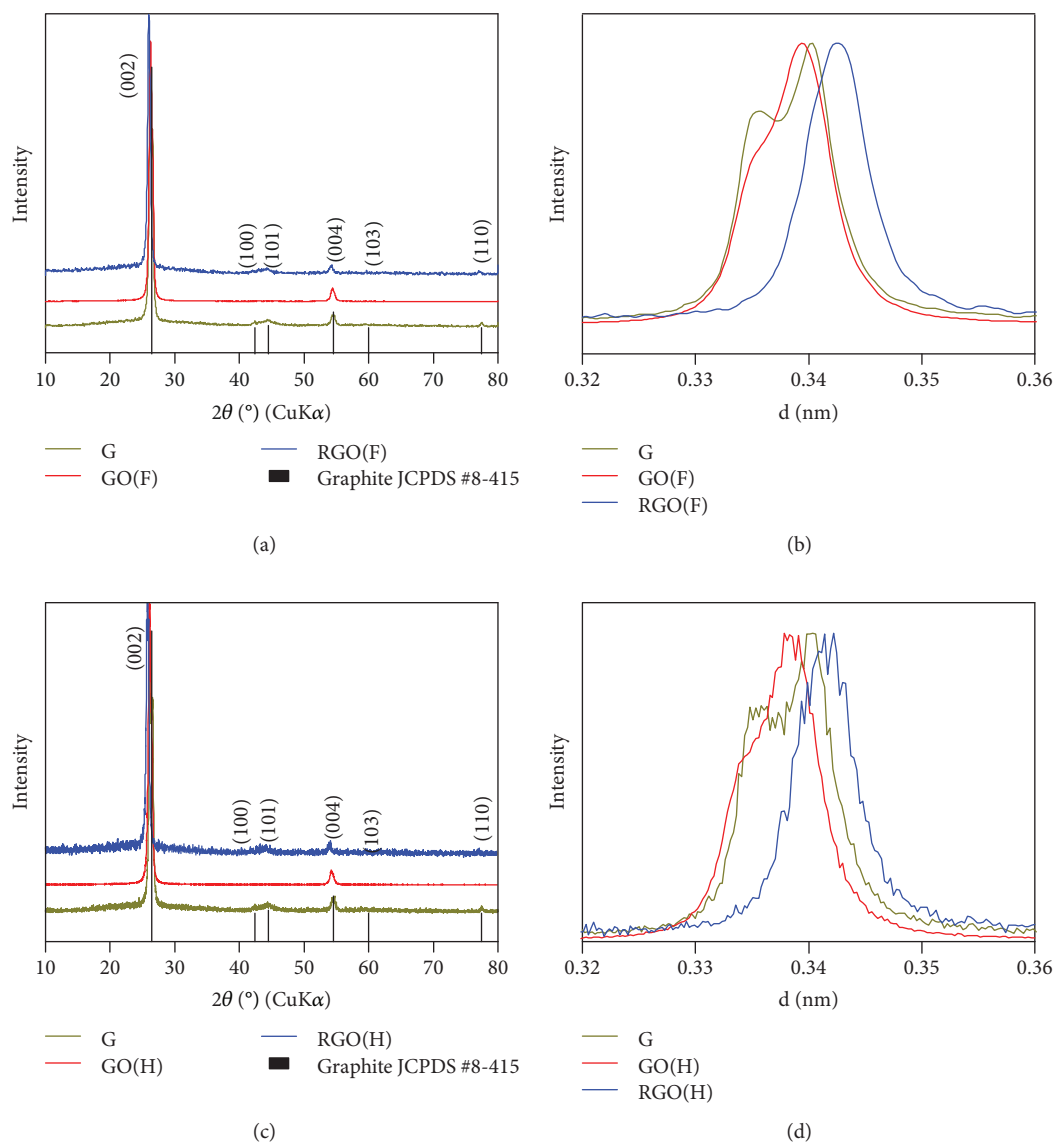 Intensity
(002)
(100)
(101)
(004)
(103)
(110)
10 20 30 40 50 60 70 80
2θ (°) (CuKα)
G RGO(F)
GO(F) Graphite JCPDS #8-415
(a)
Intensity
0.32 0.33 0.34 0.35 0.36
d (nm)
G
GO(F)
RGO(F)
(b)
Intensity
(002)
(100)
(101)
(004)
(103)
(110)
10 20 30 40 50 60 70 80
2θ (°) (CuKα)
G RGO(H)
GO(H) Graphite JCPDS #8-415
(c)
Intensity
0.32 0.33 0.34 0.35 0.36
d (nm)
G
GO(H)
RGO(H)
(d)